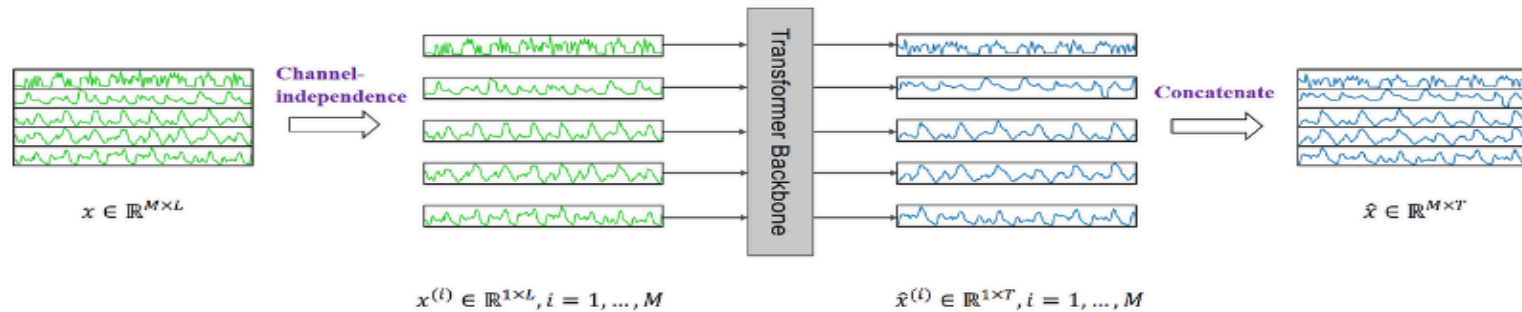 Channel-
independence
Transformer Backbone
Concatenate
x ∈ ℝ^{M×L}
x̂ ∈ ℝ^{M×T}
x^{(i)} ∈ ℝ^{1×L}, i = 1, … , M
x̂^{(i)} ∈ ℝ^{1×T}, i = 1, … , M